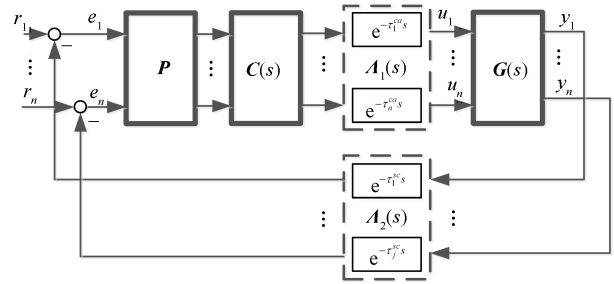 r₁ e₁ P C(s) e^{-τ₁^{ca}s} u₁ G(s) y₁
− ⋮ ⋮ ⋮ Λ₁(s) ⋮ ⋮
rₙ eₙ e^{-τₙ^{ca}s} uₙ yₙ
−
e^{-τ₁^{sc}s}
⋮ Λ₂(s) ⋮
e^{-τⱼ^{sc}s}